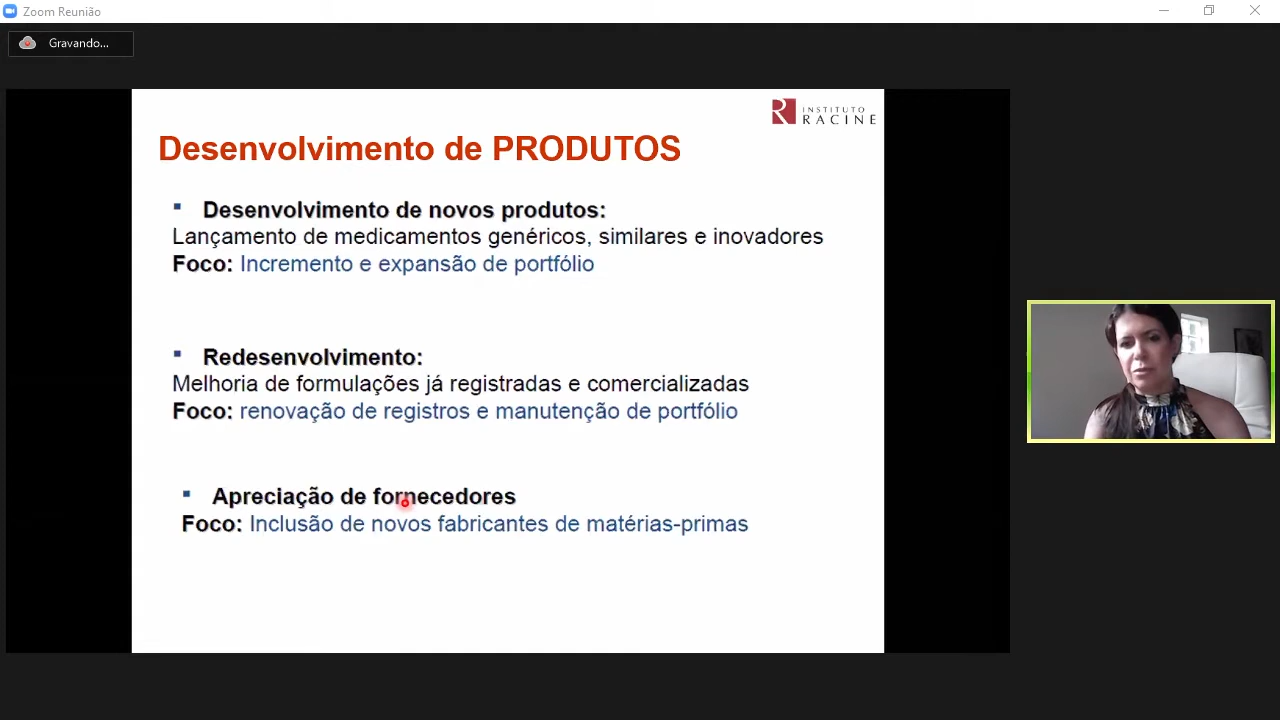 Zoom Reunião
Gravando...
INSTITUTO
RACINE
Desenvolvimento de PRODUTOS
▪ Desenvolvimento de novos produtos:
Lançamento de medicamentos genéricos, similares e inovadores
Foco: Incremento e expansão de portfólio
▪ Redesenvolvimento:
Melhoria de formulações já registradas e comercializadas
Foco: renovação de registros e manutenção de portfólio
▪ Apreciação de fornecedores
Foco: Inclusão de novos fabricantes de matérias-primas